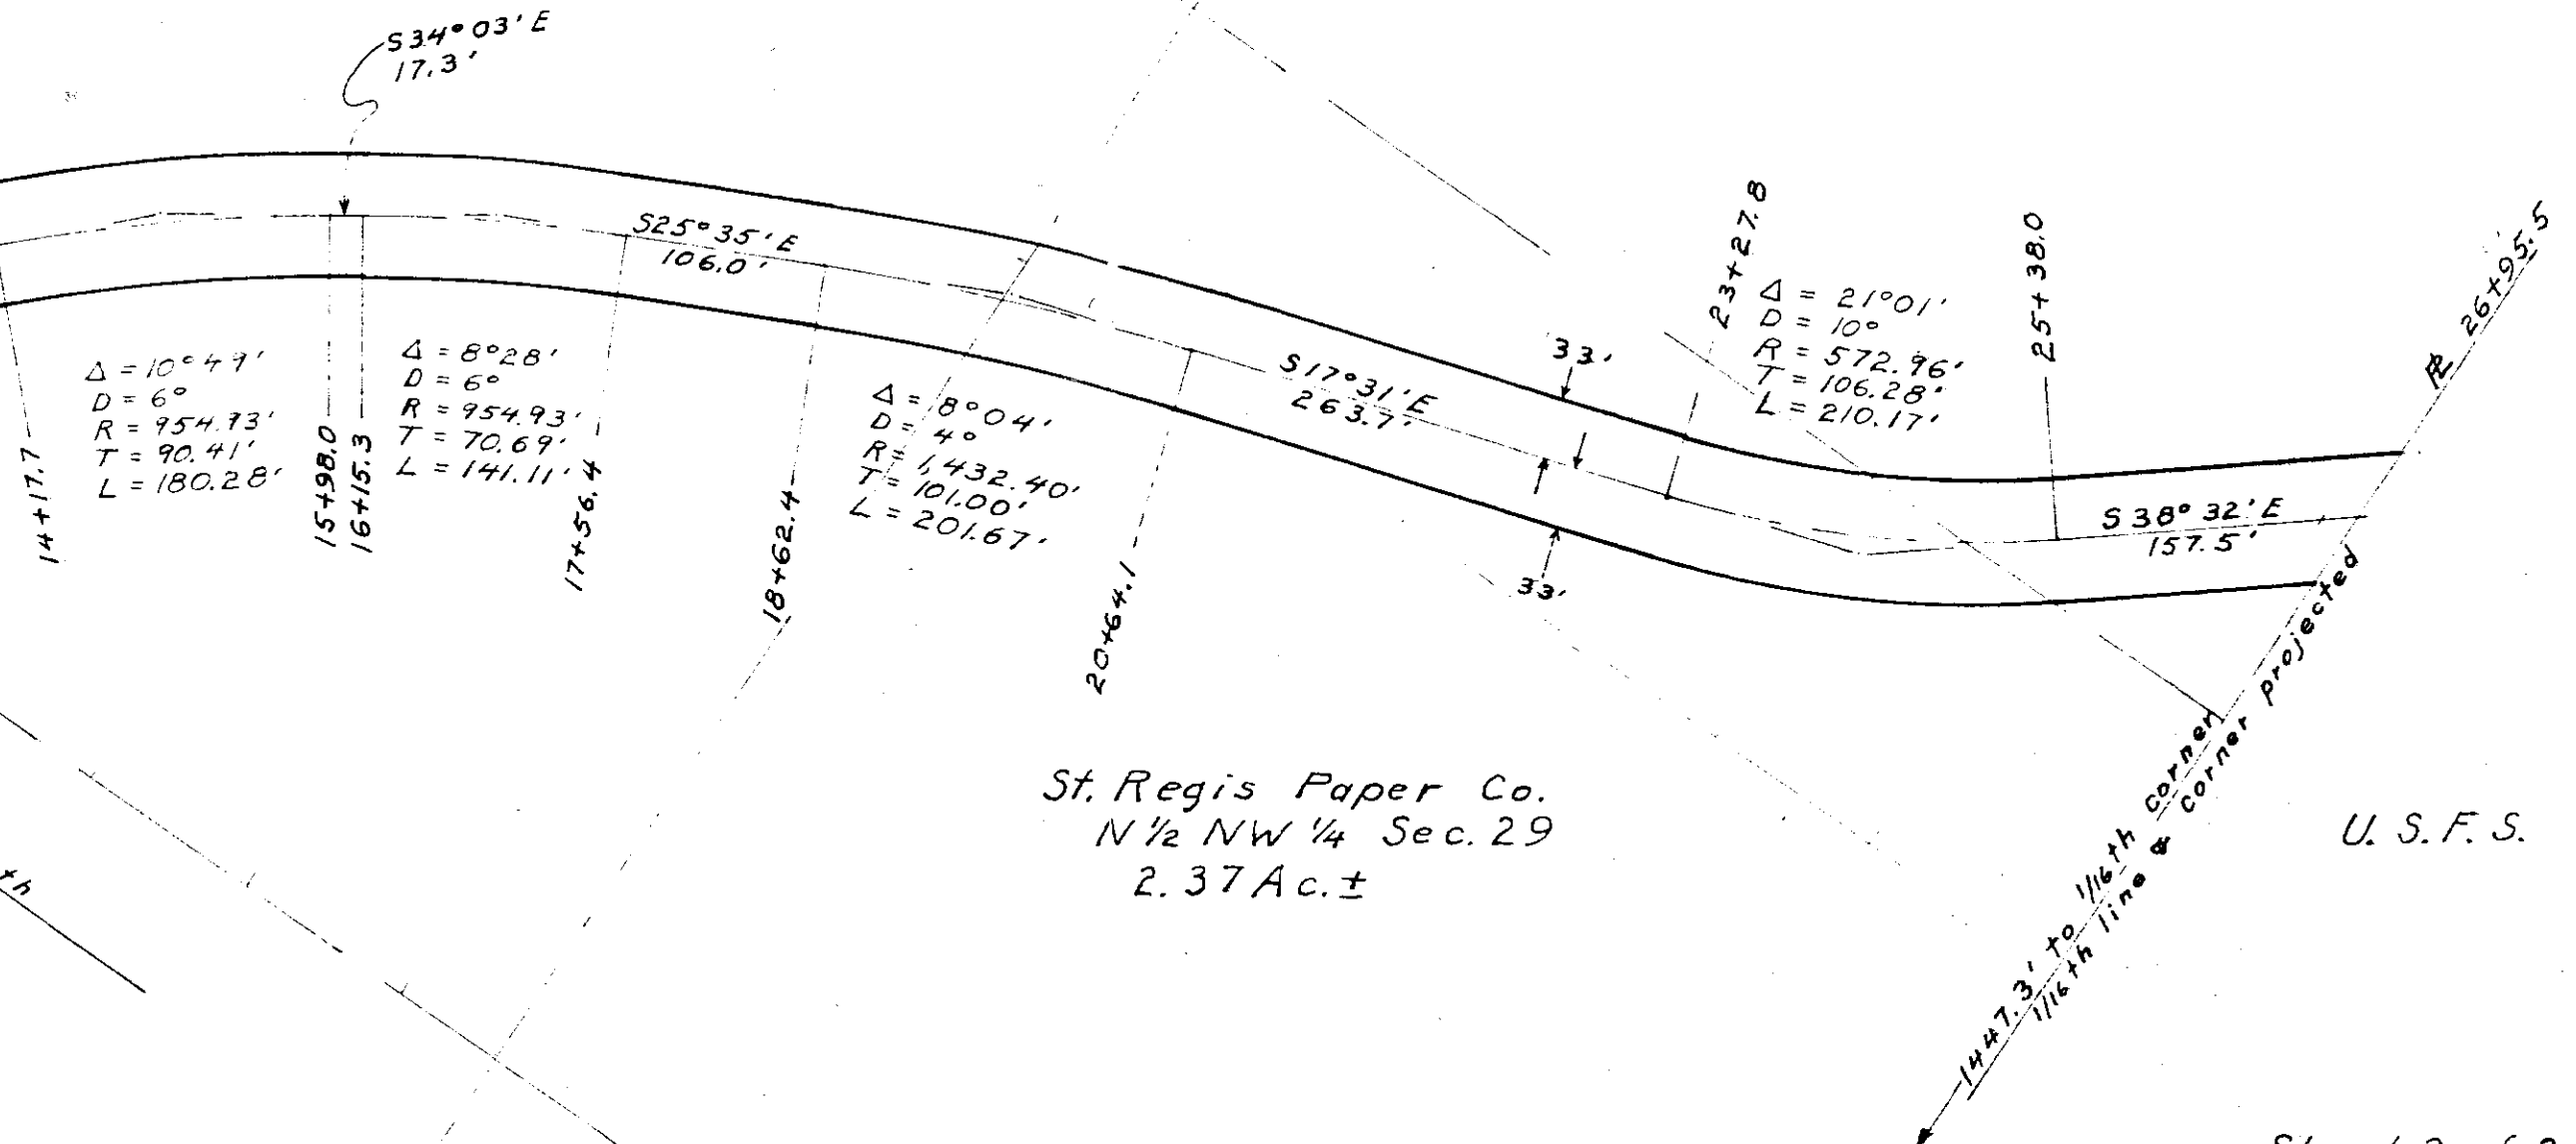 S34°03'E
17.3'
S25°35'E
106.0'
Δ = 10°49'
D = 6°
R = 954.93'
T = 90.41'
L = 180.28'
Δ = 8°28'
D = 6°
R = 954.93'
T = 70.69'
L = 141.11'
Δ = 8°04'
D = 4°
R = 1,432.40'
T = 101.00'
L = 201.67'
S17°31'E
263.7'
33'
33'
Δ = 21°01'
D = 10°
R = 572.96'
T = 106.28'
L = 210.17'
S 38° 32' E
157.5'
14+17.7
15+98.0
16+15.3
17+56.4
18+62.4
20+64.1
23+27.8
25+38.0
26+95.5
1447.3' to 1/16th corner
1/16th line & corner projected
St. Regis Paper Co.
N 1/2 NW 1/4 Sec. 29
2.37 Ac. ±
U. S. F. S.